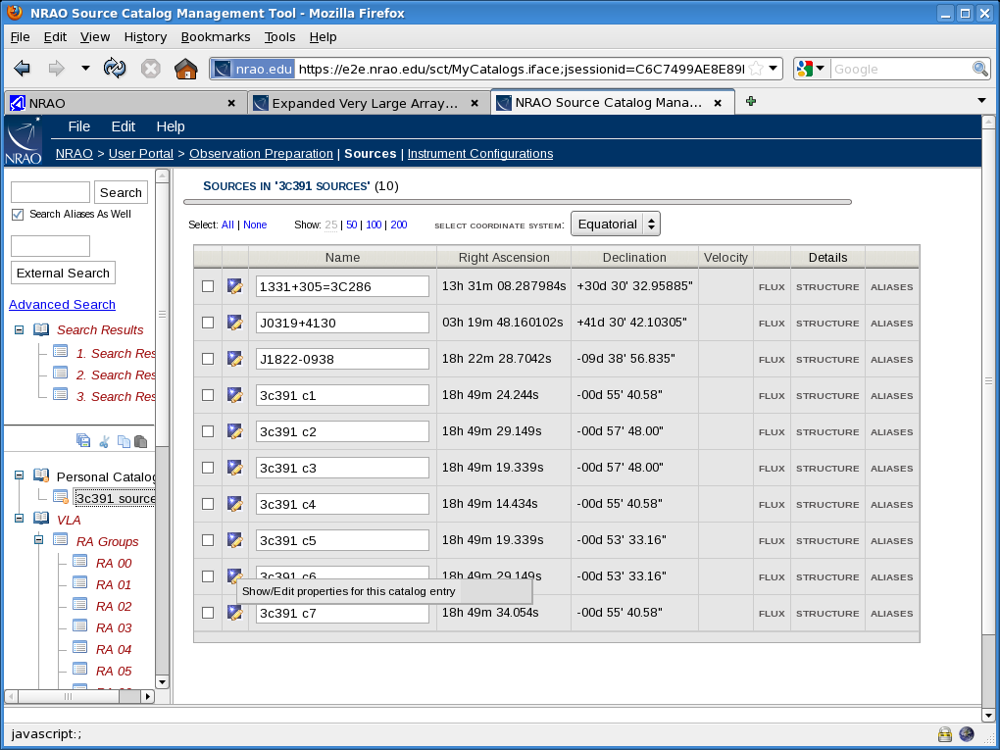 NRAO Source Catalog Management Tool - Mozilla Firefox
File Edit View History Bookmarks Tools Help
nrao.edu https://e2e.nrao.edu/sct/MyCatalogs.iface;jsessionid=C6C7499AE8E89 Google
NRAO Expanded Very Large Array... NRAO Source Catalog Mana...
NRAO File Edit Help
NRAO > User Portal > Observation Preparation | Sources | Instrument Configurations
Search
Search Aliases As Well
External Search
Advanced Search
Search Results
1. Search Res
2. Search Res
3. Search Res
Personal Catalog
3c391 source
VLA
RA Groups
RA 00
RA 01
RA 02
RA 03
RA 04
RA 05
SOURCES IN '3C391 SOURCES' (10)
Select: All | None Show: 25 | 50 | 100 | 200 SELECT COORDINATE SYSTEM: Equatorial
Name Right Ascension Declination Velocity Details
1331+305=3C286 13h 31m 08.287984s +30d 30' 32.95885" FLUX STRUCTURE ALIASES
J0319+4130 03h 19m 48.160102s +41d 30' 42.10305" FLUX STRUCTURE ALIASES
J1822-0938 18h 22m 28.7042s -09d 38' 56.835" FLUX STRUCTURE ALIASES
3c391 c1 18h 49m 24.244s -00d 55' 40.58" FLUX STRUCTURE ALIASES
3c391 c2 18h 49m 29.149s -00d 57' 48.00" FLUX STRUCTURE ALIASES
3c391 c3 18h 49m 19.339s -00d 57' 48.00" FLUX STRUCTURE ALIASES
3c391 c4 18h 49m 14.434s -00d 55' 40.58" FLUX STRUCTURE ALIASES
3c391 c5 18h 49m 19.339s -00d 53' 33.16" FLUX STRUCTURE ALIASES
3c391 c6 18h 49m 29.149s -00d 53' 33.16" FLUX STRUCTURE ALIASES
Show/Edit properties for this catalog entry
3c391 c7 18h 49m 34.054s -00d 55' 40.58" FLUX STRUCTURE ALIASES
javascript:;